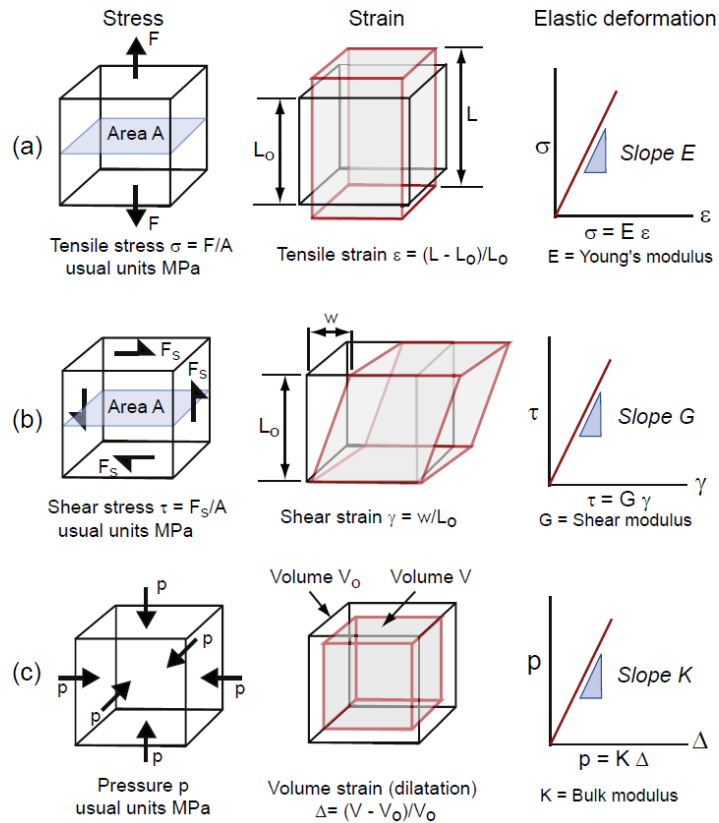 Stress
Strain
Elastic deformation
(a)
F
Area A
F
Tensile stress σ = F/A
usual units MPa
Lo
L
Tensile strain ε = (L - Lo)/Lo
σ
Slope E
ε
σ = E ε
E = Young's modulus
(b)
Fs
Fs
Area A
Fs
Shear stress τ = Fs/A
usual units MPa
w
Lo
Shear strain γ = w/Lo
τ
Slope G
γ
τ = G γ
G = Shear modulus
(c)
p
p
p
p
p
p
Pressure p
usual units MPa
Volume Vo
Volume V
Volume strain (dilatation)
Δ= (V - Vo)/Vo
p
Slope K
Δ
p = K Δ
K = Bulk modulus